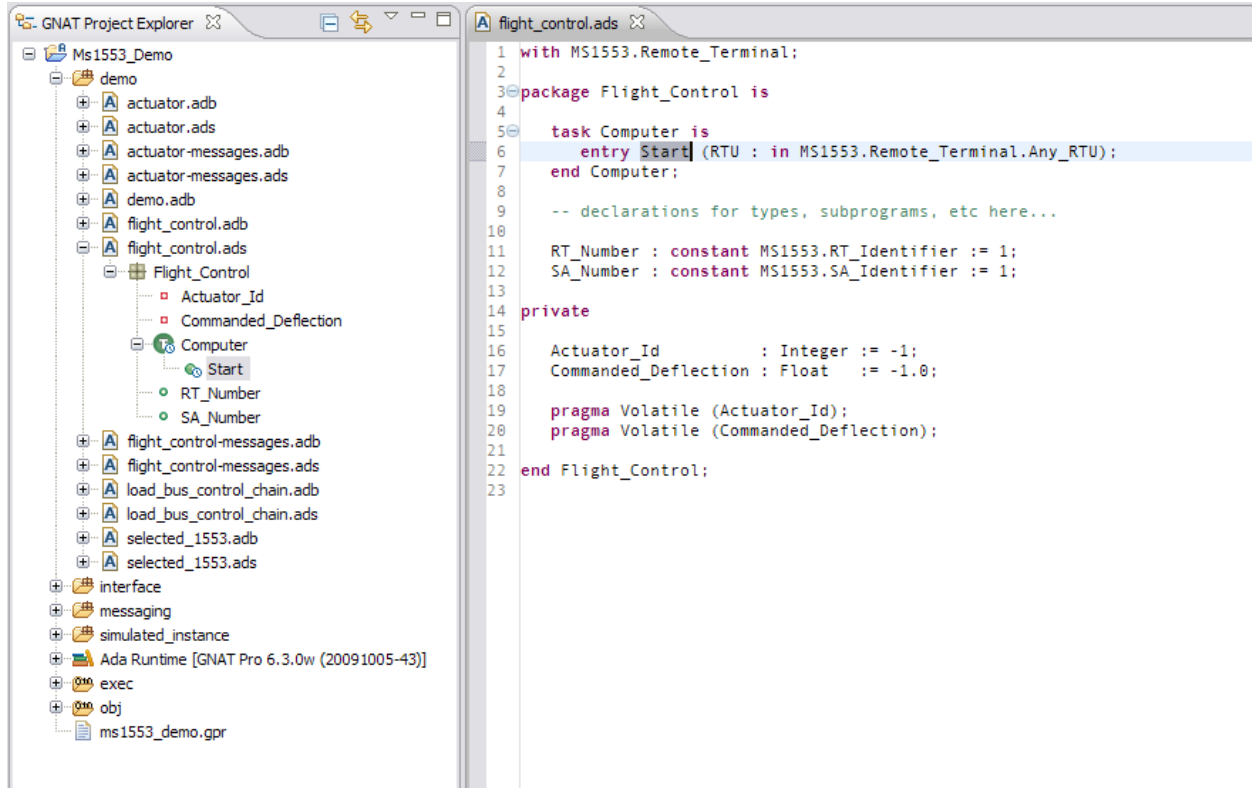 GNAT Project Explorer
Ms1553_Demo
demo
actuator.adb
actuator.ads
actuator-messages.adb
actuator-messages.ads
demo.adb
flight_control.adb
flight_control.ads
Flight_Control
Actuator_Id
Commanded_Deflection
Computer
Start
RT_Number
SA_Number
flight_control-messages.adb
flight_control-messages.ads
load_bus_control_chain.adb
load_bus_control_chain.ads
selected_1553.adb
selected_1553.ads
interface
messaging
simulated_instance
Ada Runtime [GNAT Pro 6.3.0w (20091005-43)]
exec
obj
ms1553_demo.gpr
flight_control.ads
1 with MS1553.Remote_Terminal;
2
3 package Flight_Control is
4
5    task Computer is
6       entry Start (RTU : in MS1553.Remote_Terminal.Any_RTU);
7    end Computer;
8
9    -- declarations for types, subprograms, etc here...
10
11    RT_Number : constant MS1553.RT_Identifier := 1;
12    SA_Number : constant MS1553.SA_Identifier := 1;
13
14 private
15
16    Actuator_Id          : Integer := -1;
17    Commanded_Deflection : Float   := -1.0;
18
19    pragma Volatile (Actuator_Id);
20    pragma Volatile (Commanded_Deflection);
21
22 end Flight_Control;
23